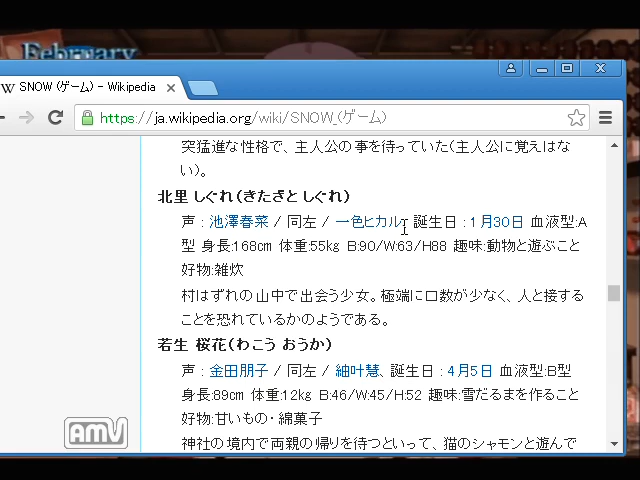 February
SNOW (ゲーム) - Wikipedia
https://ja.wikipedia.org/wiki/SNOW_(ゲーム)
突猛進な性格で、主人公の事を待っていた(主人公に覚えはな
い)。
北里 しぐれ(きたざと しぐれ)
声 : 池澤春菜 / 同左 / 一色ヒカル 誕生日 : 1月30日 血液型:A
型 身長:168cm 体重:55kg B:90/W:63/H88 趣味:動物と遊ぶこと
好物:雑炊
村はずれの山中で出会う少女。極端に口数が少なく、人と接する
ことを恐れているかのようである。
若生 桜花(わこう おうか)
声 : 金田朋子 / 同左 / 紬叶慧、誕生日 : 4月5日 血液型:B型
身長:89cm 体重:12kg B:46/W:45/H:52 趣味:雪だるまを作ること
好物:甘いもの・綿菓子
神社の境内で両親の帰りを待つといって、猫のシャモンと遊んで
AMV